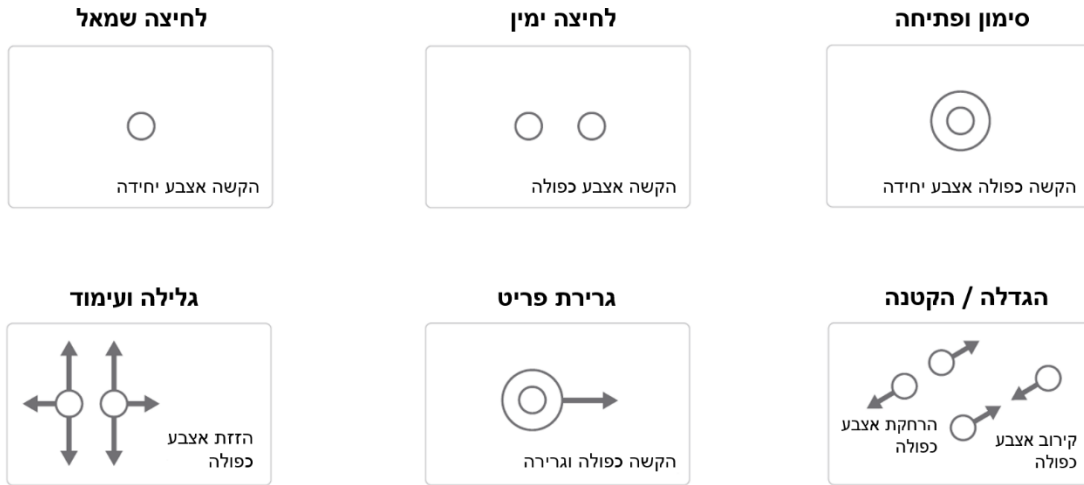 סימון ופתיחה
הקשה כפולה אצבע יחידה
לחיצה ימין
הקשה אצבע כפולה
לחיצה שמאל
הקשה אצבע יחידה
הגדלה / הקטנה
הרחקת אצבע
כפולה
קירוב אצבע
כפולה
גרירת פריט
הקשה כפולה וגרירה
גלילה ועימוד
הזזת אצבע
כפולה